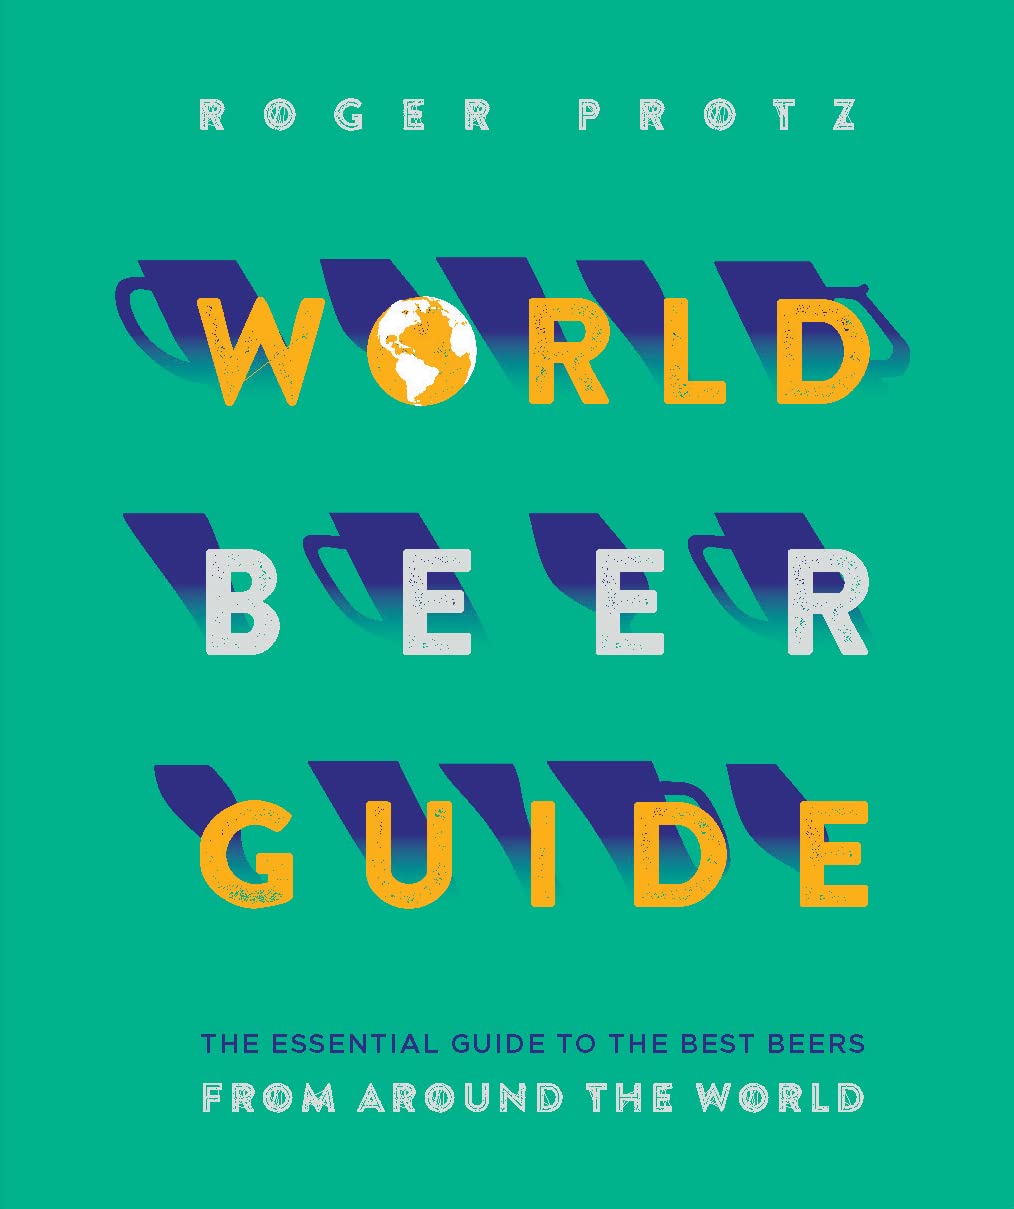 ROGER PROTZ
WORLD
BEER
GUIDE
THE ESSENTIAL GUIDE TO THE BEST BEERS
FROM AROUND THE WORLD